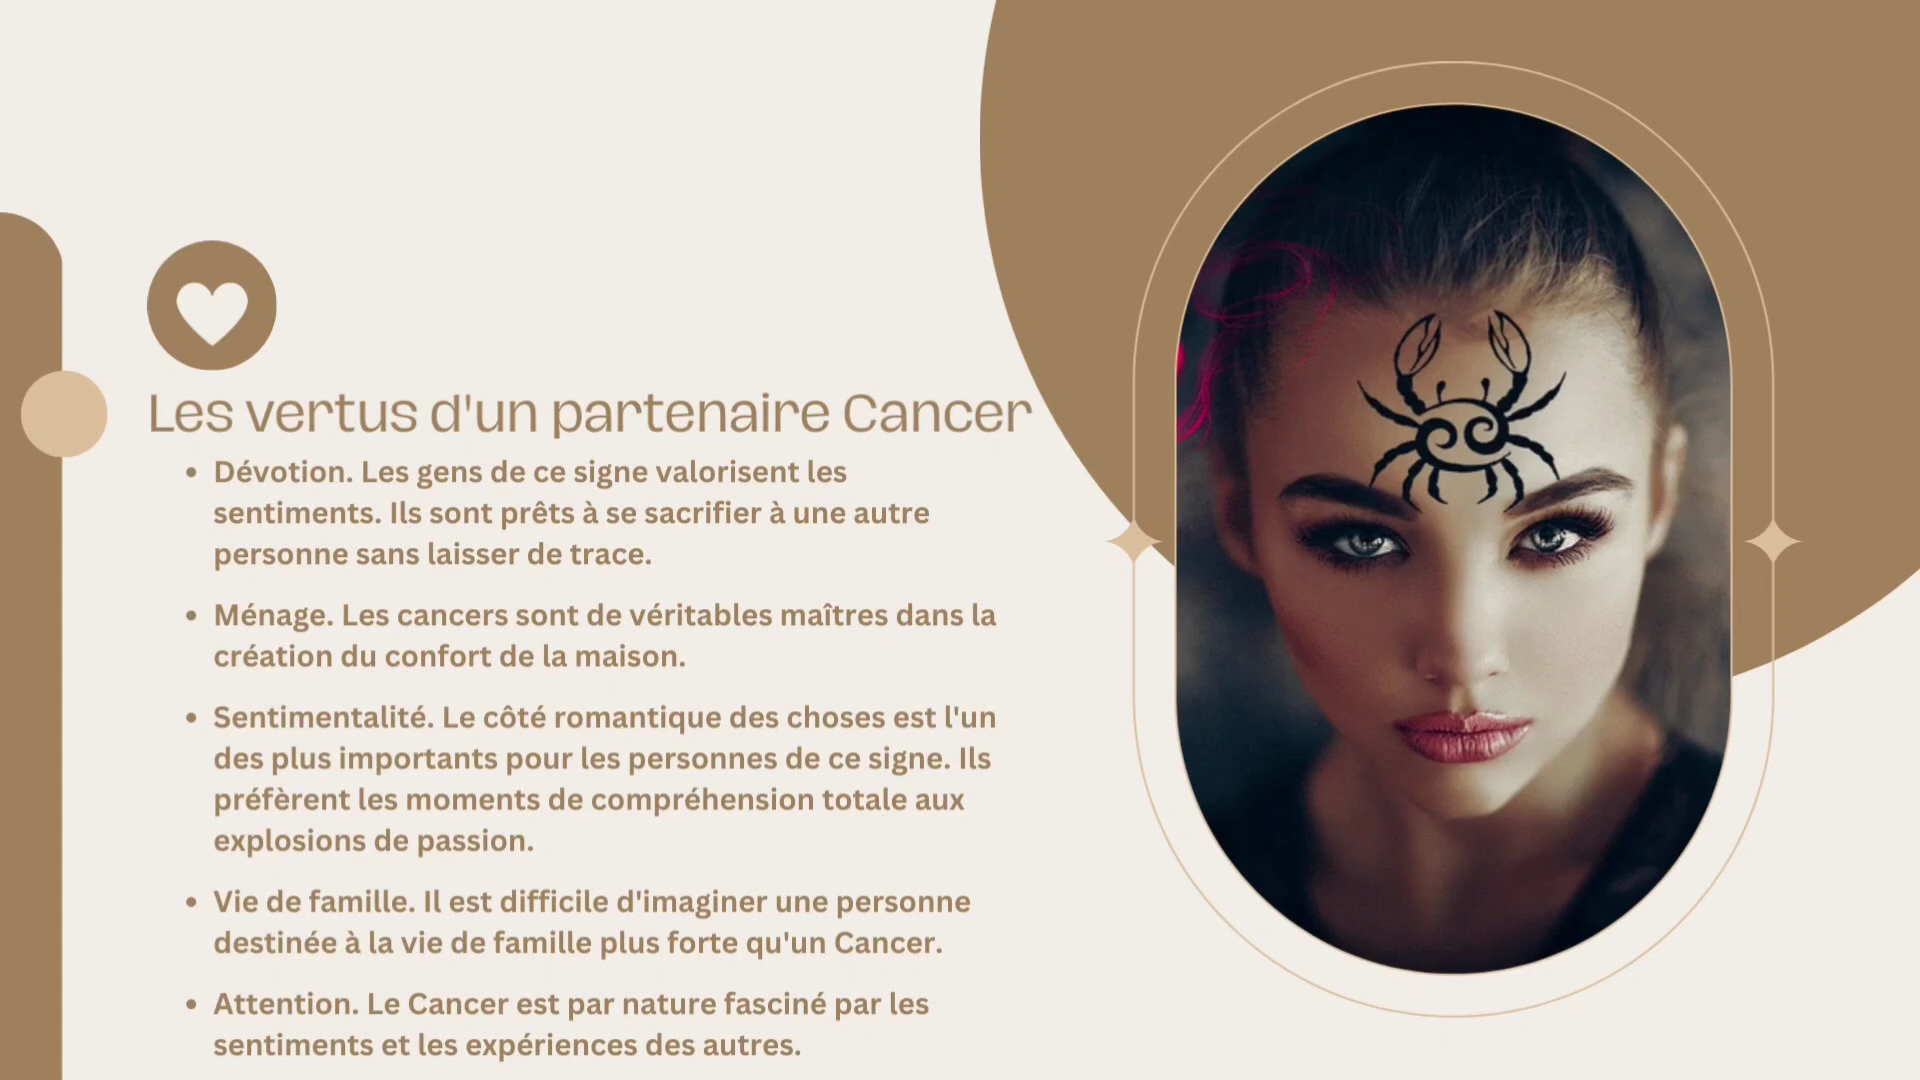 Les vertus d'un partenaire Cancer
• Dévotion. Les gens de ce signe valorisent les
sentiments. Ils sont prêts à se sacrifier à une autre
personne sans laisser de trace.
• Ménage. Les cancers sont de véritables maîtres dans la
création du confort de la maison.
• Sentimentalité. Le côté romantique des choses est l'un
des plus importants pour les personnes de ce signe. Ils
préfèrent les moments de compréhension totale aux
explosions de passion.
• Vie de famille. Il est difficile d'imaginer une personne
destinée à la vie de famille plus forte qu'un Cancer.
• Attention. Le Cancer est par nature fasciné par les
sentiments et les expériences des autres.